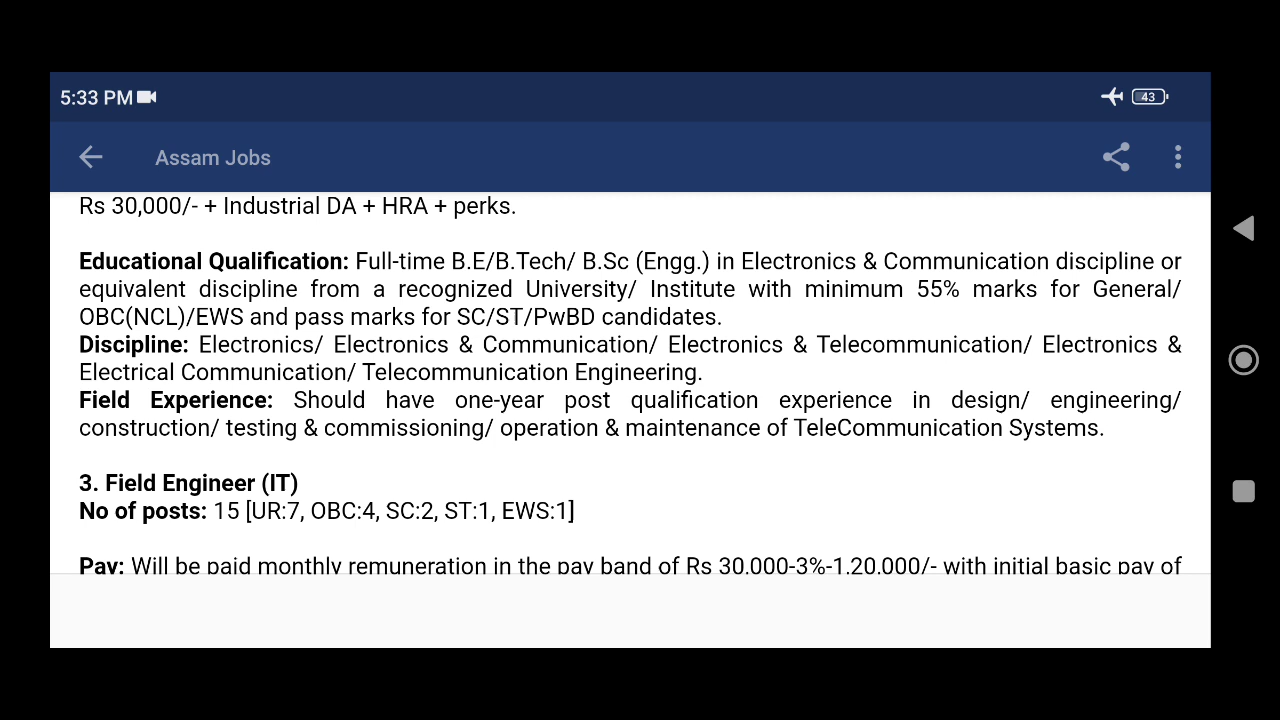 5:33 PM
43
Assam Jobs
Rs 30,000/- + Industrial DA + HRA + perks.
Educational Qualification: Full-time B.E/B.Tech/ B.Sc (Engg.) in Electronics & Communication discipline or
equivalent discipline from a recognized University/ Institute with minimum 55% marks for General/
OBC(NCL)/EWS and pass marks for SC/ST/PwBD candidates.
Discipline: Electronics/ Electronics & Communication/ Electronics & Telecommunication/ Electronics &
Electrical Communication/ Telecommunication Engineering.
Field Experience: Should have one-year post qualification experience in design/ engineering/
construction/ testing & commissioning/ operation & maintenance of TeleCommunication Systems.
3. Field Engineer (IT)
No of posts: 15 [UR:7, OBC:4, SC:2, ST:1, EWS:1]
Pay: Will be paid monthly remuneration in the pay band of Rs 30,000-3%-1,20,000/- with initial basic pay of